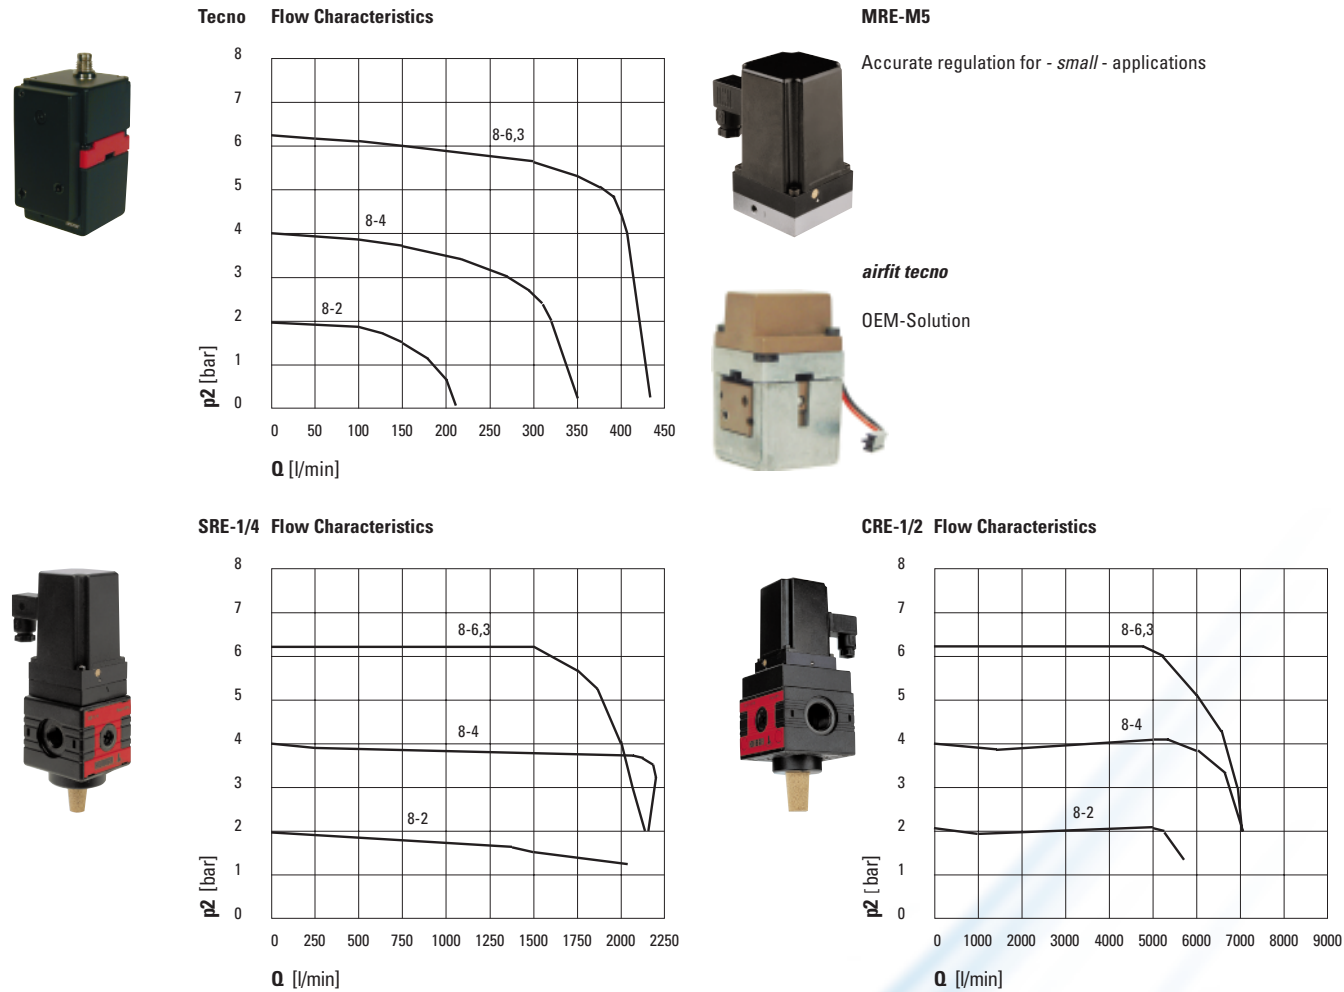 Tecno Flow Characteristics
8
7
6
5
4
3
2
1
0
p2 [bar]
8-6,3
8-4
8-2
0 50 100 150 200 250 300 350 400 450
Q [l/min]
MRE-M5
Accurate regulation for - small - applications
airfit tecno
OEM-Solution
SRE-1/4 Flow Characteristics
8
7
6
5
4
3
2
1
0
p2 [bar]
8-6,3
8-4
8-2
0 250 500 750 1000 1250 1500 1750 2000 2250
Q [l/min]
CRE-1/2 Flow Characteristics
8
7
6
5
4
3
2
1
0
p2 [ bar]
8-6,3
8-4
8-2
0 1000 2000 3000 4000 5000 6000 7000 8000 9000
Q [l/min]